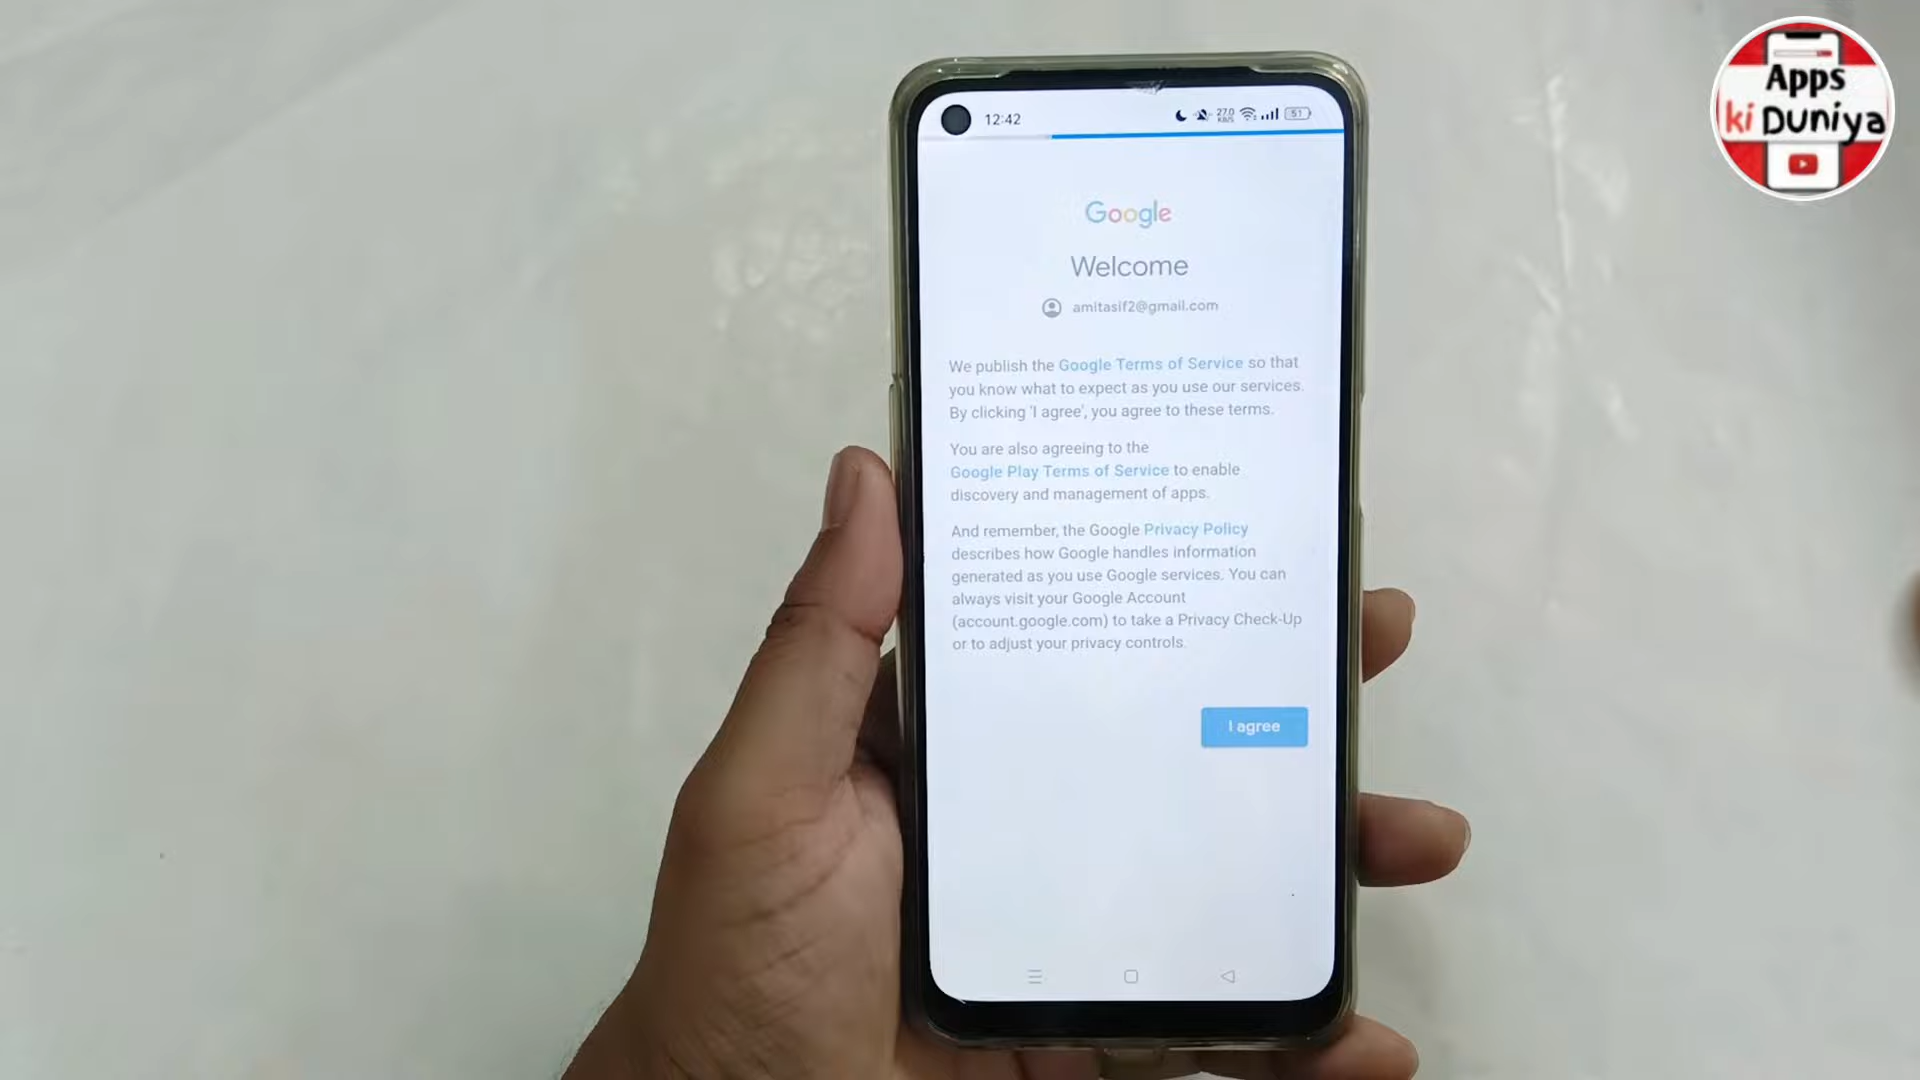 12:42
27.0
KB/S
51
Google
Welcome
amitasif2@gmail.com
We publish the Google Terms of Service so that
you know what to expect as you use our services.
By clicking 'I agree', you agree to these terms.
You are also agreeing to the
Google Play Terms of Service to enable
discovery and management of apps.
And remember, the Google Privacy Policy
describes how Google handles information
generated as you use Google services. You can
always visit your Google Account
(account.google.com) to take a Privacy Check-Up
or to adjust your privacy controls.
I agree
Apps
ki Duniya